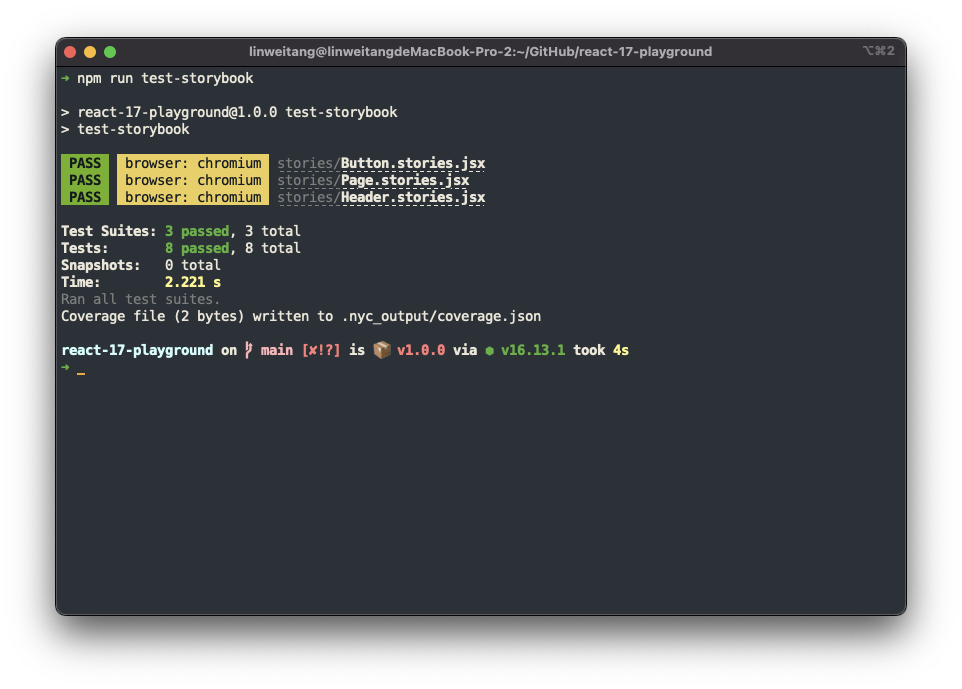 linweitang@linweitangdeMacBook-Pro-2:~/GitHub/react-17-playground ⌥⌘2
➜ npm run test-storybook
> react-17-playground@1.0.0 test-storybook
> test-storybook
PASS browser: chromium stories/Button.stories.jsx
PASS browser: chromium stories/Page.stories.jsx
PASS browser: chromium stories/Header.stories.jsx
Test Suites: 3 passed, 3 total
Tests: 8 passed, 8 total
Snapshots: 0 total
Time: 2.221 s
Ran all test suites.
Coverage file (2 bytes) written to .nyc_output/coverage.json
react-17-playground on main [✘!?] is 📦 v1.0.0 via ⬢ v16.13.1 took 4s
➜ _